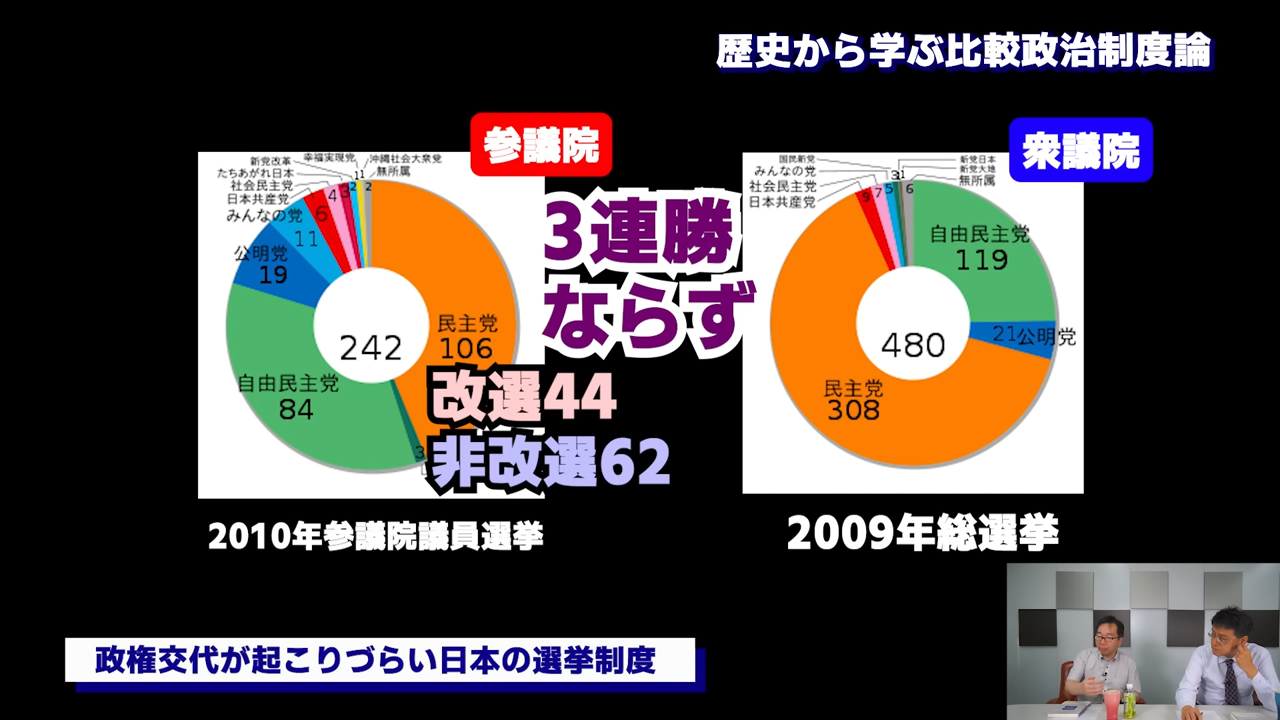 歴史から学ぶ比較政治制度論
参議院
衆議院
3連勝
ならず
改選44
非改選62
新党改革
幸福実現党
沖縄社会大衆党
たちあがれ日本
無所属
社会民主党
日本共産党
みんなの党
公明党
19
11
6
4
3
2
1
1
2
242
民主党
106
自由民主党
84
3
国民新党
新党日本
みんなの党
新党大地
社会民主党
無所属
日本共産党
9
7
5
3
1
6
自由民主党
119
21公明党
480
民主党
308
2010年参議院議員選挙
2009年総選挙
政権交代が起こりづらい日本の選挙制度